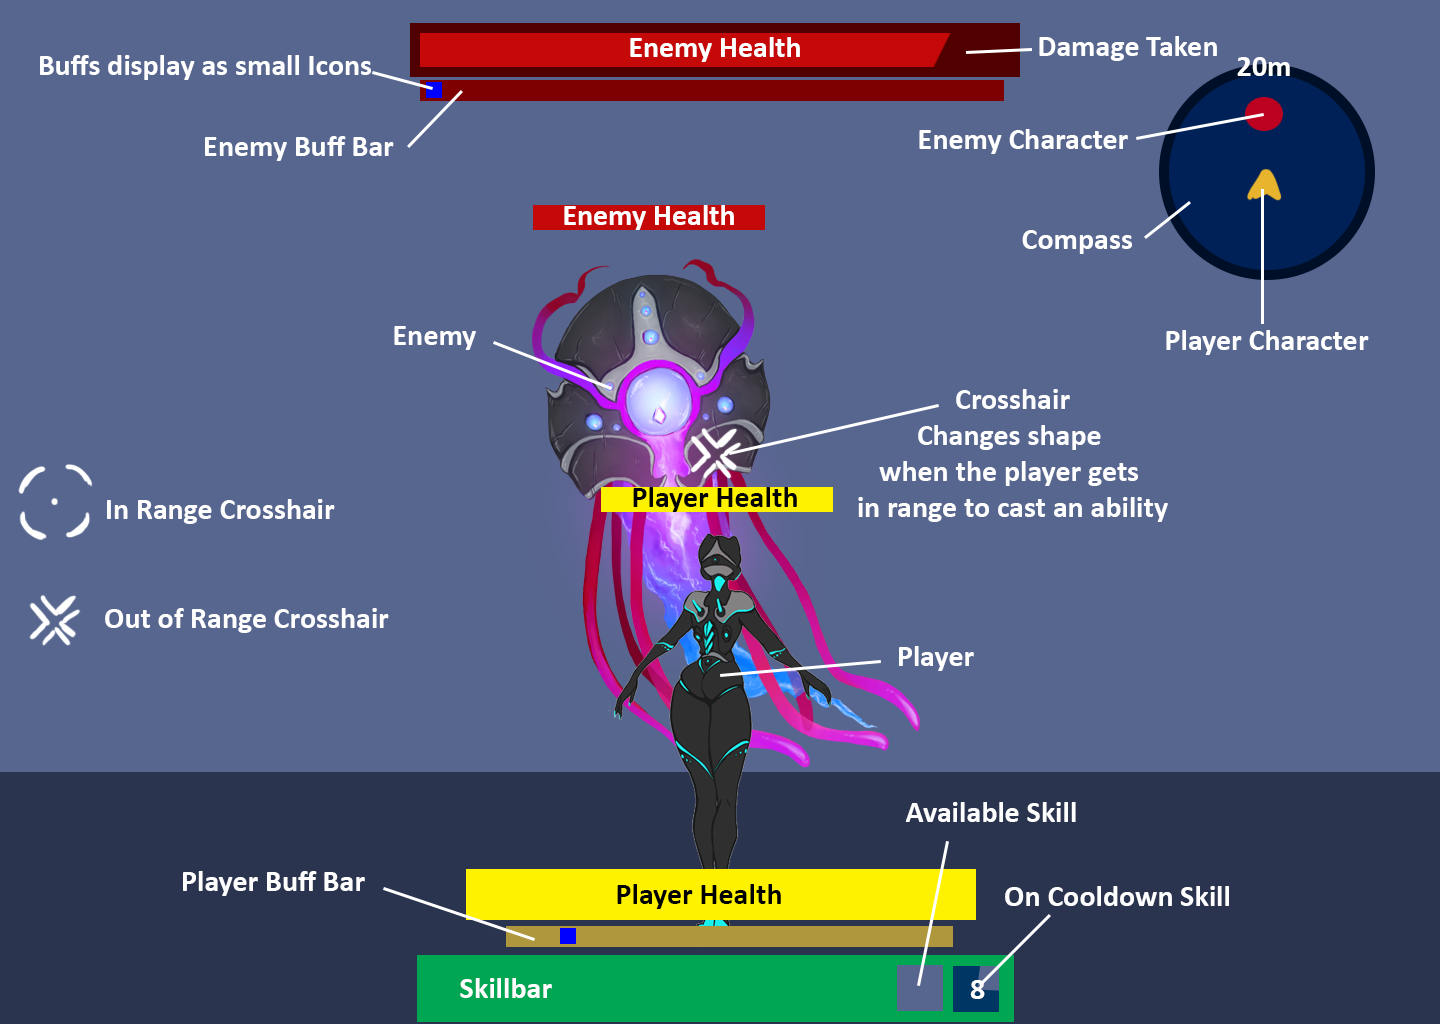 Enemy Health
Damage Taken
Buffs display as small Icons
20m
Enemy Buff Bar
Enemy Character
Enemy Health
Compass
Enemy
Player Character
Crosshair
Changes shape
when the player gets
in range to cast an ability
Player Health
In Range Crosshair
Out of Range Crosshair
Player
Available Skill
Player Buff Bar
Player Health
On Cooldown Skill
Skillbar
8